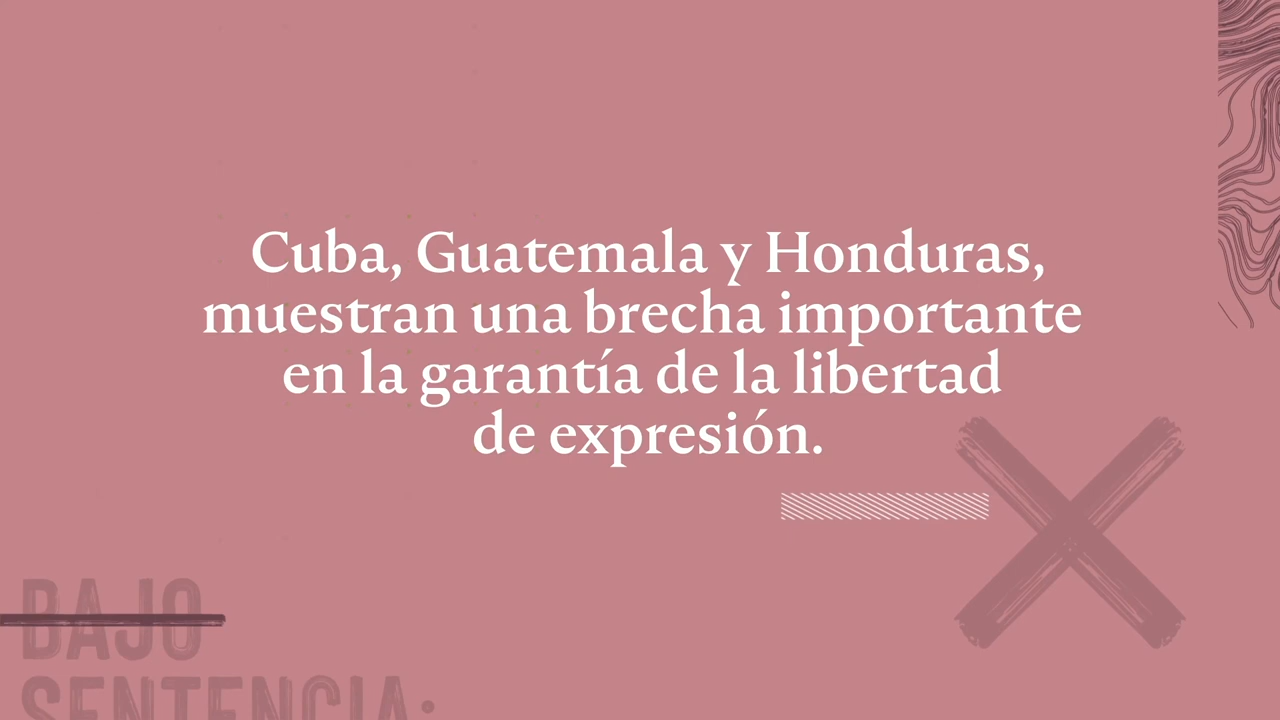 Cuba, Guatemala y Honduras,
muestran una brecha importante
en la garantía de la libertad
de expresión.
BAJO
SENTENCIA: